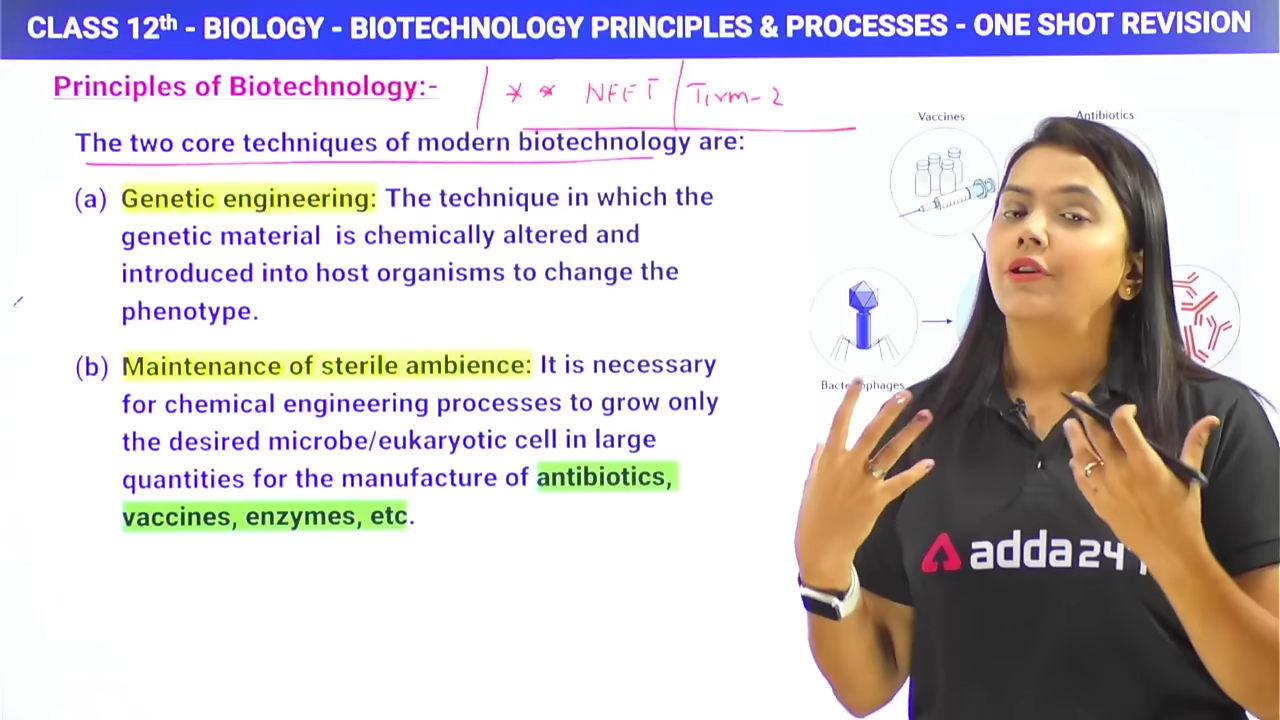 CLASS 12th - BIOLOGY - BIOTECHNOLOGY PRINCIPLES & PROCESSES - ONE SHOT REVISION
Principles of Biotechnology:-
** NEET | Term-2
The two core techniques of modern biotechnology are:
(a) Genetic engineering: The technique in which the
genetic material is chemically altered and
introduced into host organisms to change the
phenotype.
(b) Maintenance of sterile ambience: It is necessary
for chemical engineering processes to grow only
the desired microbe/eukaryotic cell in large
quantities for the manufacture of antibiotics,
vaccines, enzymes, etc.
Vaccines
Antibiotics
Bacteriophages
adda24